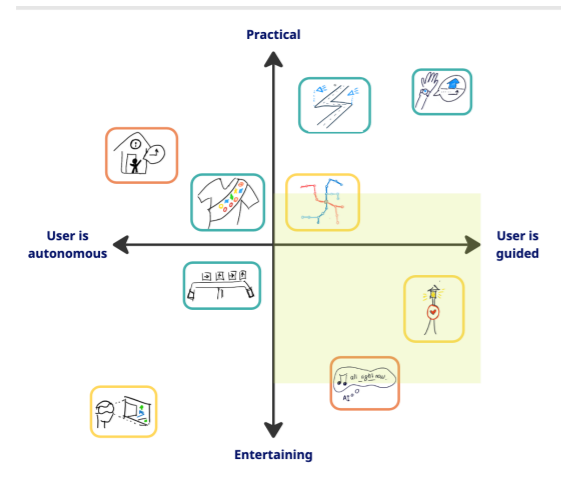 Practical
User is
autonomous
User is
guided
Entertaining